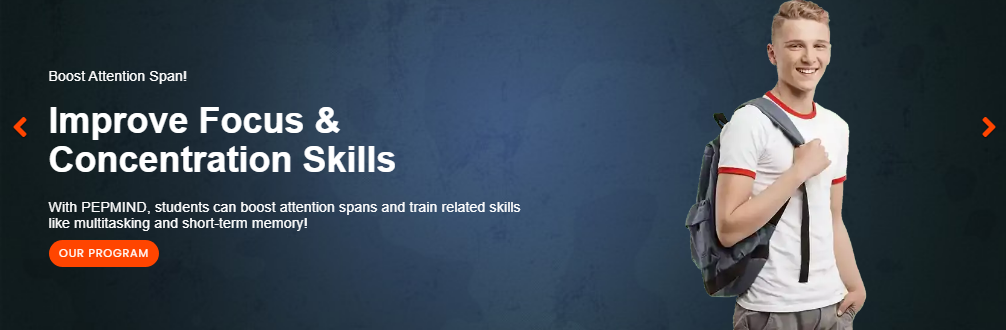 Boost Attention Span!
Improve Focus &
Concentration Skills
With PEPMIND, students can boost attention spans and train related skills
like multitasking and short-term memory!
OUR PROGRAM